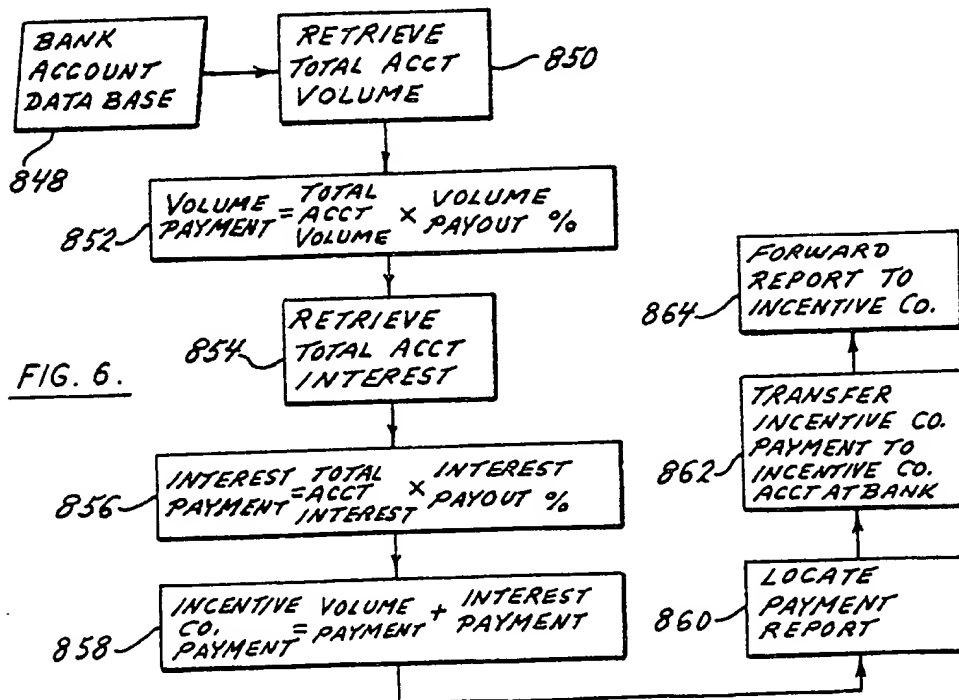 BANK
ACCOUNT
DATA BASE
848
RETRIEVE
TOTAL ACCT
VOLUME
850
VOLUME PAYMENT = TOTAL ACCT VOLUME × VOLUME PAYOUT %
852
RETRIEVE
TOTAL ACCT
INTEREST
854
FIG. 6.
INTEREST PAYMENT = TOTAL ACCT INTEREST × INTEREST PAYOUT %
856
INCENTIVE CO. PAYMENT = VOLUME PAYMENT + INTEREST PAYMENT
858
LOCATE
PAYMENT
REPORT
860
TRANSFER
INCENTIVE CO.
PAYMENT TO
INCENTIVE CO.
ACCT AT BANK
862
FORWARD
REPORT TO
INCENTIVE CO.
864